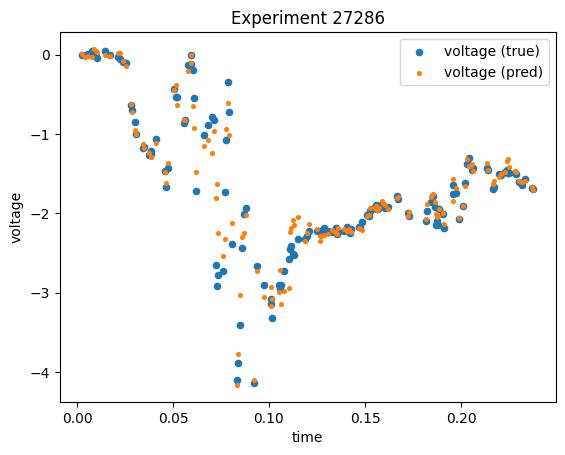 Experiment 27286
voltage (true)
voltage (pred)
voltage
0
−1
−2
−3
−4
0.00 0.05 0.10 0.15 0.20
time